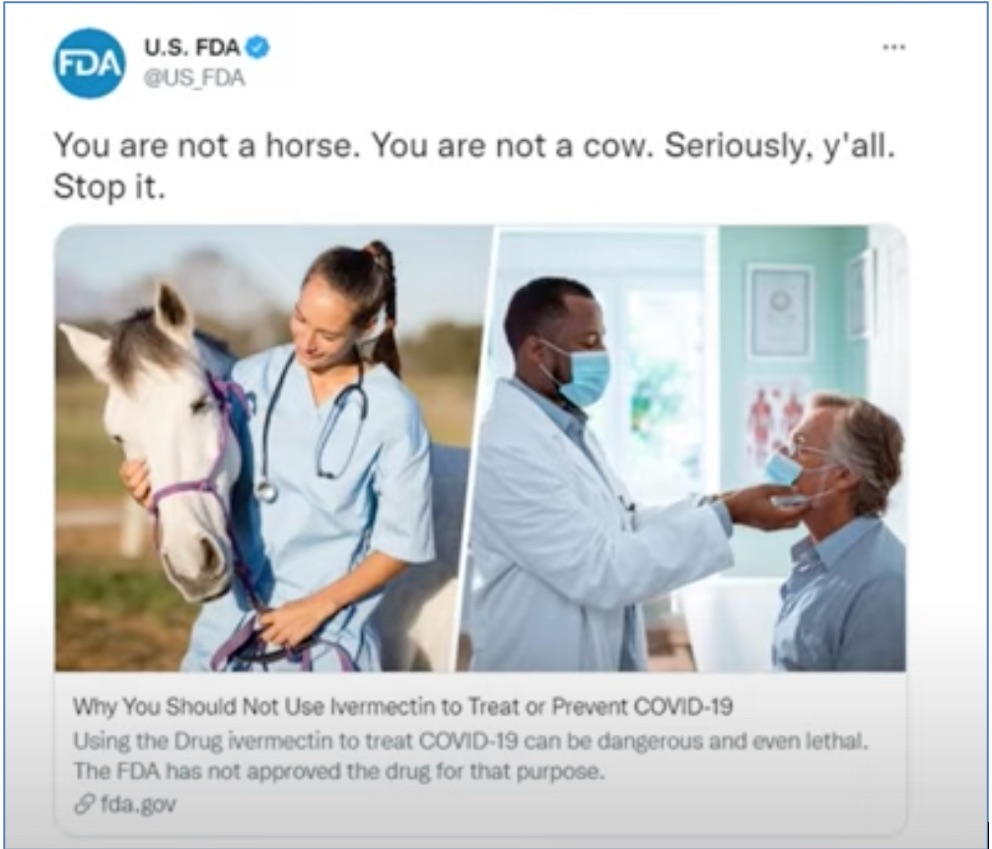 FDA
U.S. FDA
@US_FDA
You are not a horse. You are not a cow. Seriously, y'all.
Stop it.
Why You Should Not Use Ivermectin to Treat or Prevent COVID-19
Using the Drug ivermectin to treat COVID-19 can be dangerous and even lethal.
The FDA has not approved the drug for that purpose.
fda.gov